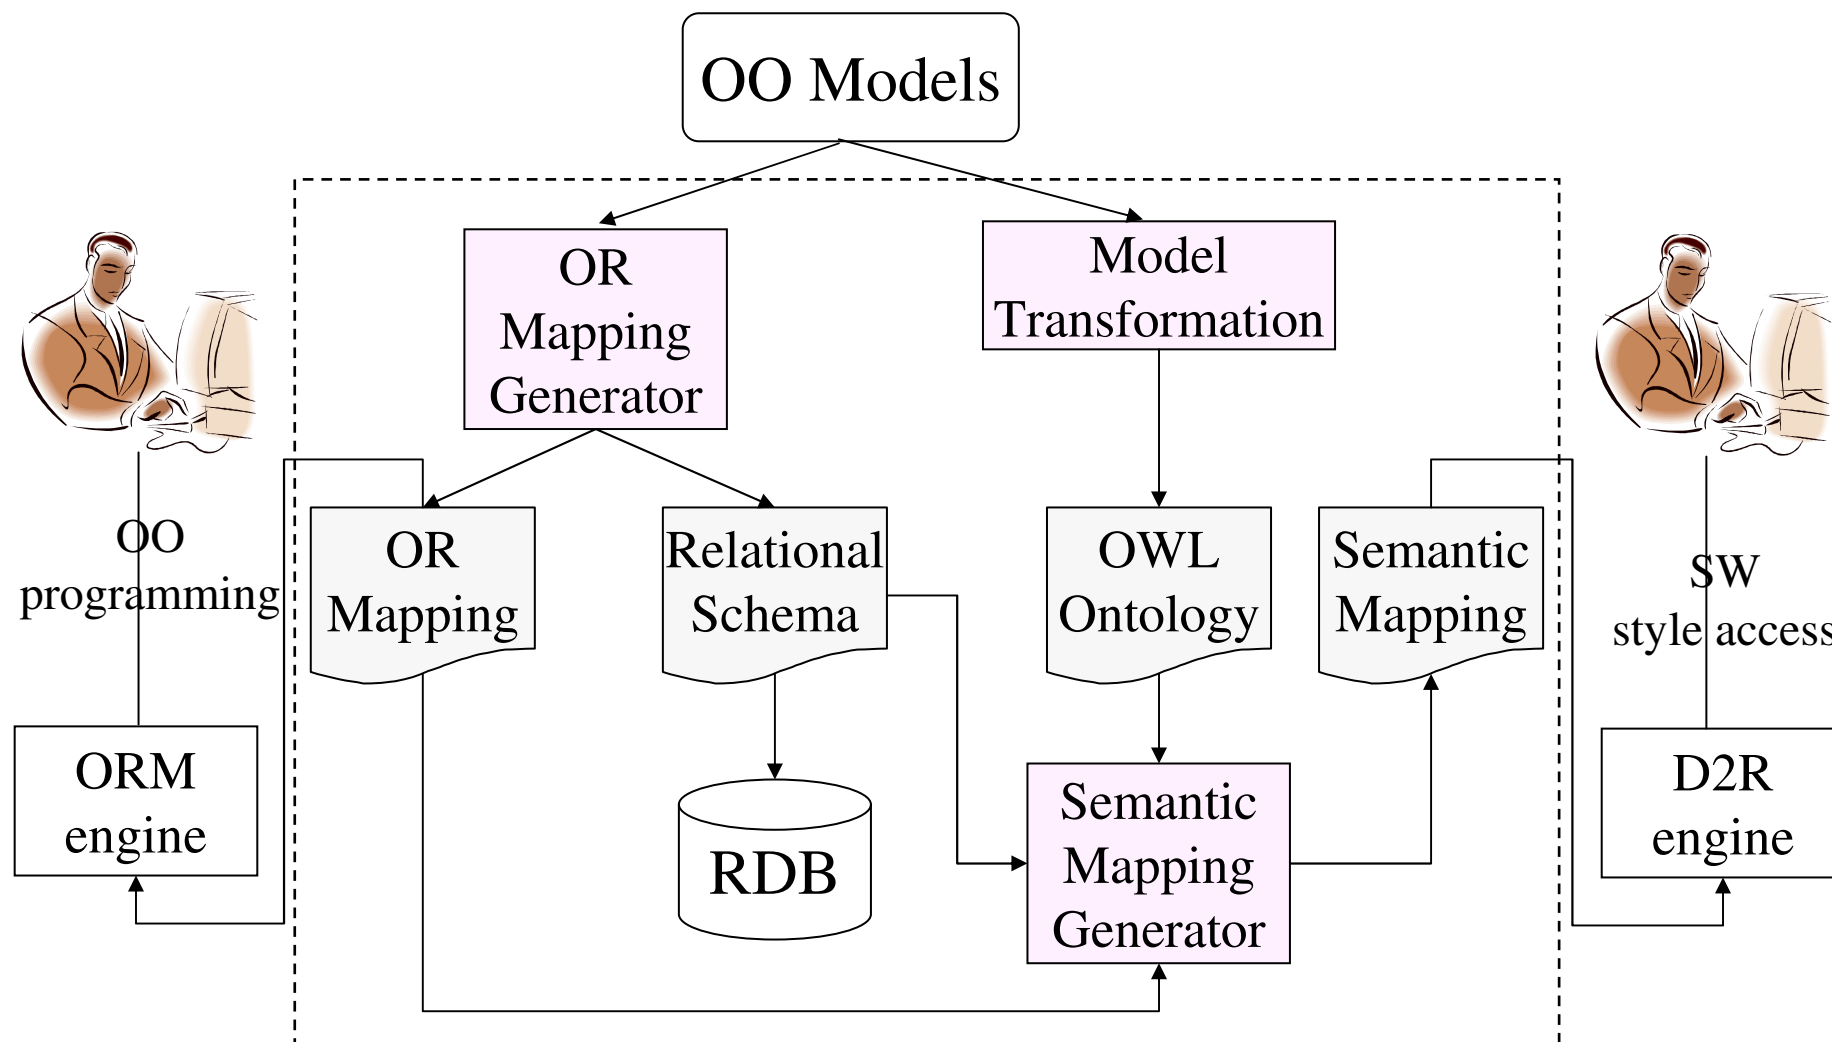 OO Models
OR
Mapping
Generator
Model
Transformation
OO
programming
OR
Mapping
Relational
Schema
OWL
Ontology
Semantic
Mapping
SW
style access
ORM
engine
RDB
Semantic
Mapping
Generator
D2R
engine